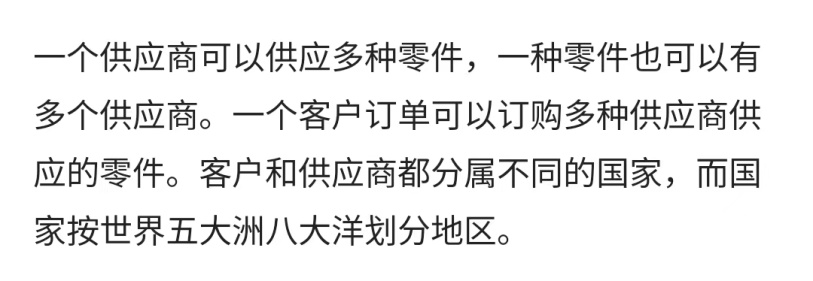 一个供应商可以供应多种零件，一种零件也可以有
多个供应商。一个客户订单可以订购多种供应商供
应的零件。客户和供应商都分属不同的国家，而国
家按世界五大洲八大洋划分地区。